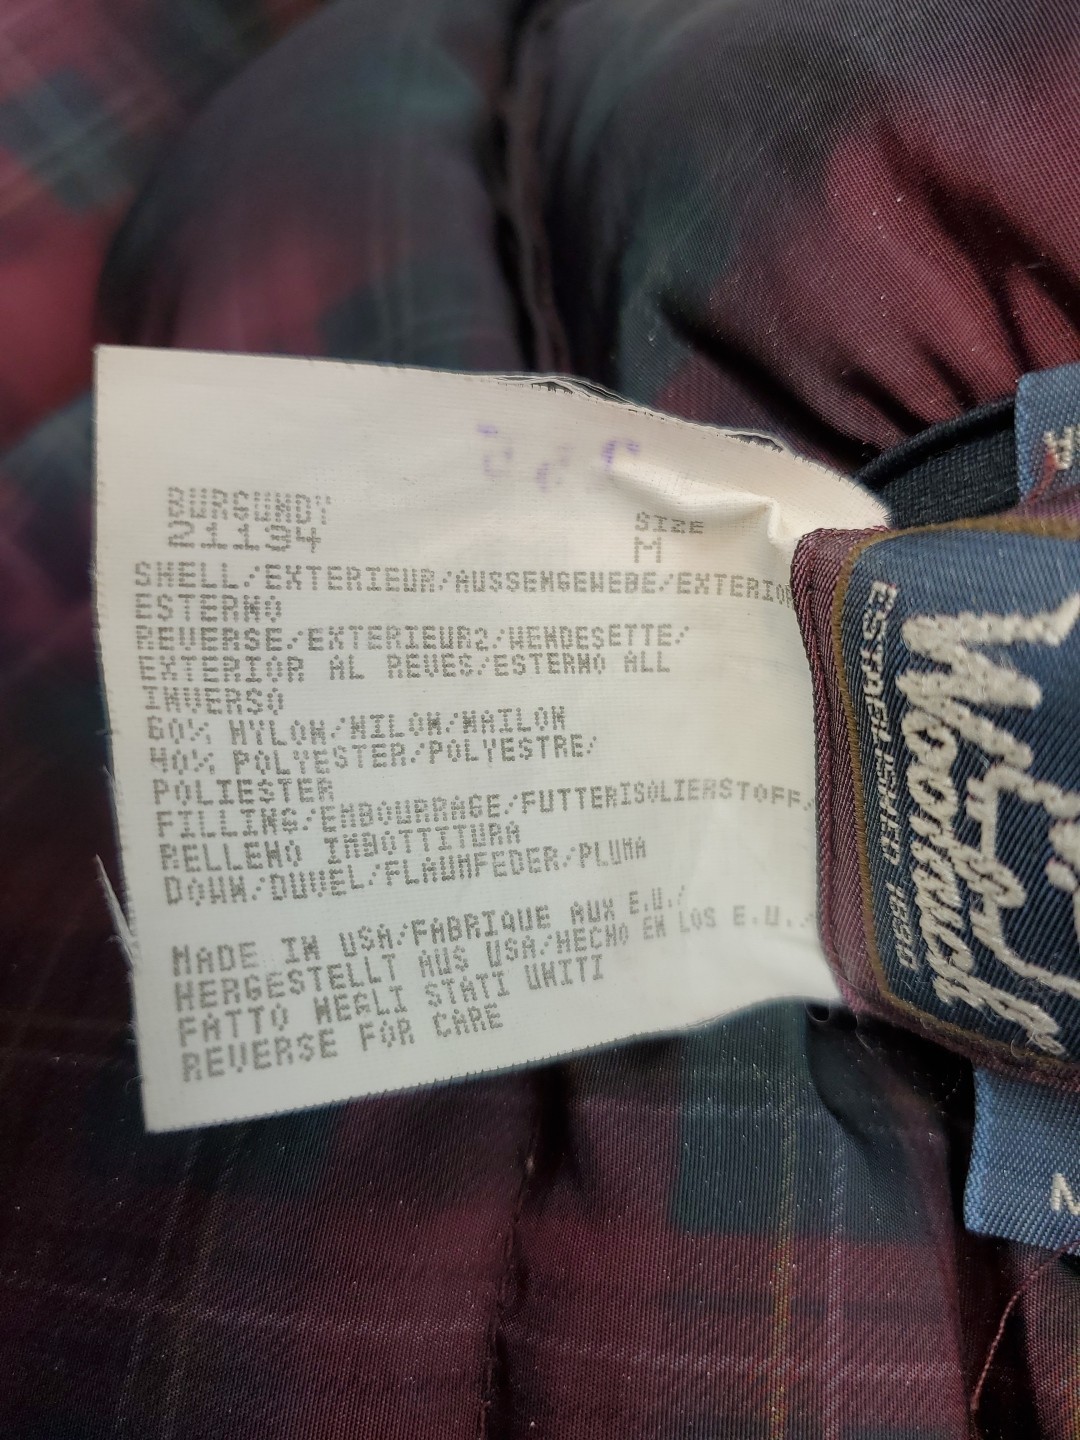 BURGUNDY
21194
SIZE
M
SHELL/EXTERIEUR/AUSSENGEWEBE/EXTERIOR
ESTERNO
REVERSE/EXTERIEUR2/WENDESETTE/
EXTERIOR AL REVES/ESTERNO ALL
INVERSO
60% NYLON/NILON/NAILON
40% POLYESTER/POLYESTRE/
POLIESTER
FILLING/EMBOURRAGE/FUTTERISOLIERSTOFF/
RELLENO IMBOTTITURA
DOWN/DUVEL/FLAUMFEDER/PLUMA
MADE IN USA/FABRIQUE AUX E.U./
HERGESTELLT AUS USA/HECHO EN LOS E.U../
FATTO NEGLI STATI UNITI
REVERSE FOR CARE
Woolrich
ESTABLISHED 1830